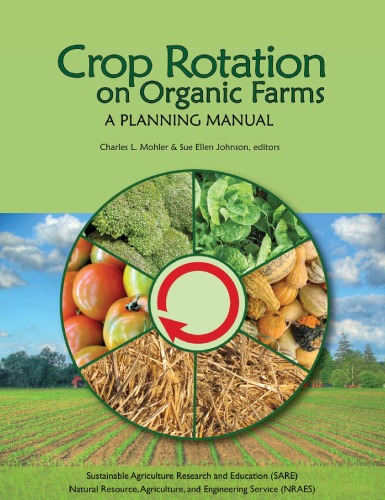 Crop Rotation
on Organic Farms
A PLANNING MANUAL
Charles L. Mohler & Sue Ellen Johnson, editors
Sustainable Agriculture Research and Education (SARE)
Natural Resource, Agriculture, and Engineering Service (NRAES)